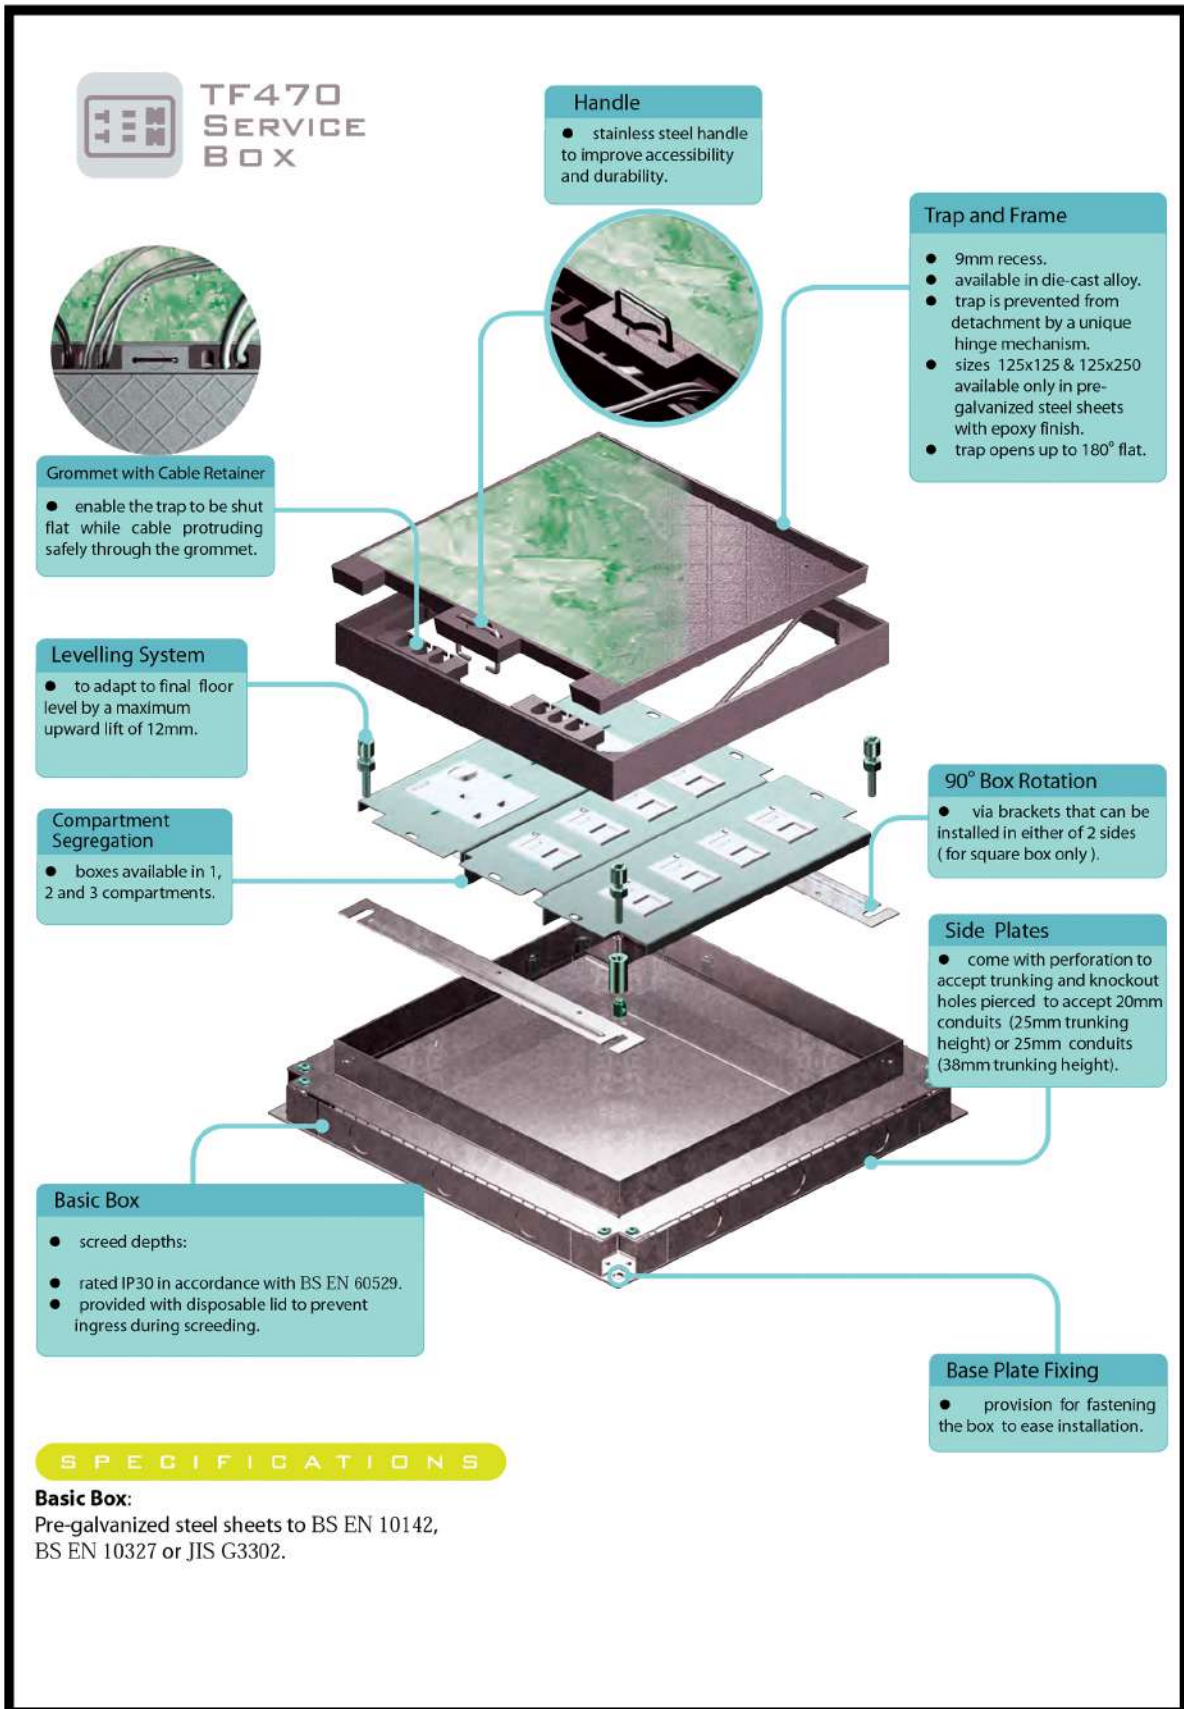 TF470
SERVICE
BOX
Handle
● stainless steel handle
to improve accessibility
and durability.
Trap and Frame
● 9mm recess.
● available in die-cast alloy.
● trap is prevented from
detachment by a unique
hinge mechanism.
● sizes 125x125 & 125x250
available only in pre-
galvanized steel sheets
with epoxy finish.
● trap opens up to 180° flat.
Grommet with Cable Retainer
● enable the trap to be shut
flat while cable protruding
safely through the grommet.
Levelling System
● to adapt to final floor
level by a maximum
upward lift of 12mm.
Compartment
Segregation
● boxes available in 1,
2 and 3 compartments.
90° Box Rotation
● via brackets that can be
installed in either of 2 sides
( for square box only ).
Side Plates
● come with perforation to
accept trunking and knockout
holes pierced to accept 20mm
conduits (25mm trunking
height) or 25mm conduits
(38mm trunking height).
Basic Box
● screed depths:
● rated IP30 in accordance with BS EN 60529.
● provided with disposable lid to prevent
ingress during screeding.
Base Plate Fixing
● provision for fastening
the box to ease installation.
SPECIFICATIONS
Basic Box:
Pre-galvanized steel sheets to BS EN 10142,
BS EN 10327 or JIS G3302.